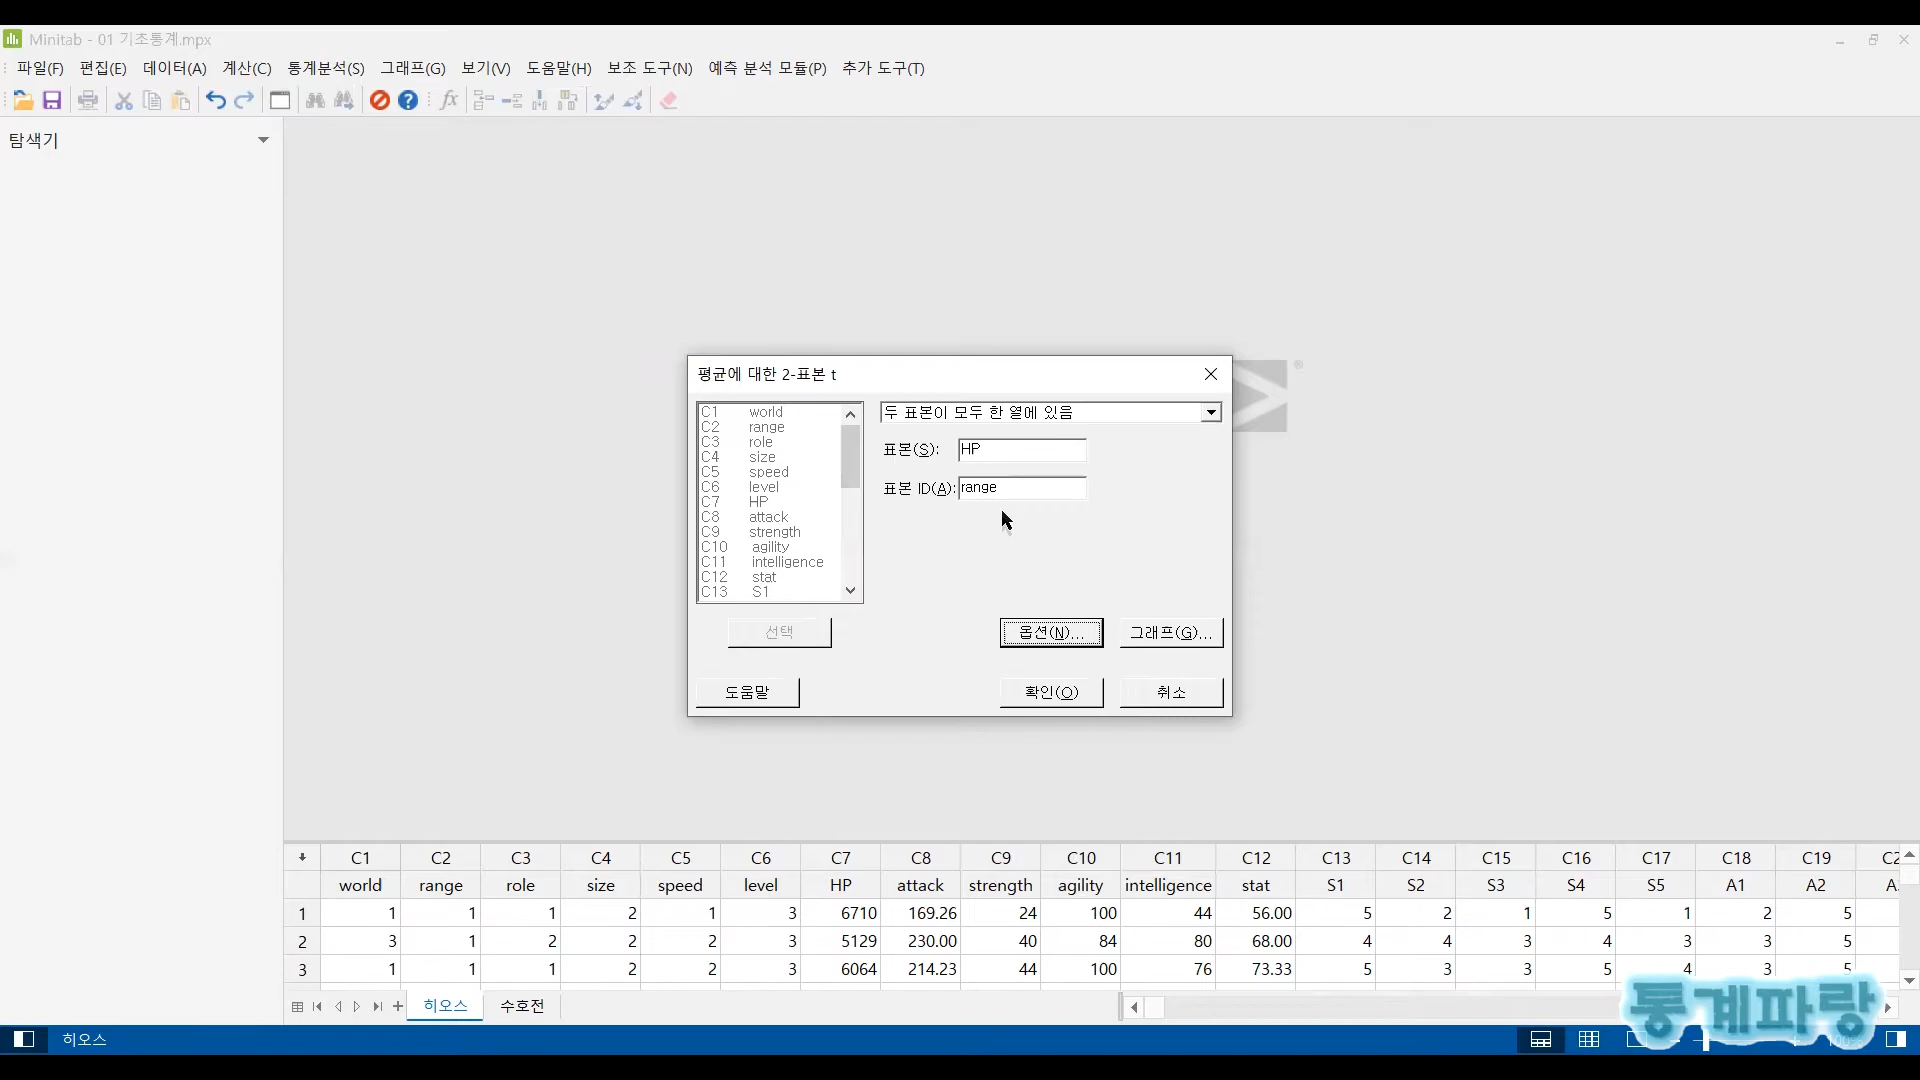 Minitab - 01 기초통계.mpx
파일(F) 편집(E) 데이터(A) 계산(C) 통계분석(S) 그래프(G) 보기(V) 도움말(H) 보조 도구(N) 예측 분석 모듈(P) 추가 도구(T)
탐색기
평균에 대한 2-표본 t
C1 world
C2 range
C3 role
C4 size
C5 speed
C6 level
C7 HP
C8 attack
C9 strength
C10 agility
C11 intelligence
C12 stat
C13 S1
두 표본이 모두 한 열에 있음
표본(S): HP
표본 ID(A): range
선택 옵션(N)... 그래프(G)...
도움말 확인(O) 취소
C1 C2 C3 C4 C5 C6 C7 C8 C9 C10 C11 C12 C13 C14 C15 C16 C17 C18 C19
world range role size speed level HP attack strength agility intelligence stat S1 S2 S3 S4 S5 A1 A2
1 1 1 1 2 1 3 6710 169.26 24 100 44 56.00 5 2 1 5 1 2 5
2 3 1 2 2 2 3 5129 230.00 40 84 80 68.00 4 4 3 4 3 3 5
3 1 1 1 2 2 3 6064 214.23 44 100 76 73.33 5 3 3 5 4 3 5
히오스 수호전
통계파랑
히오스